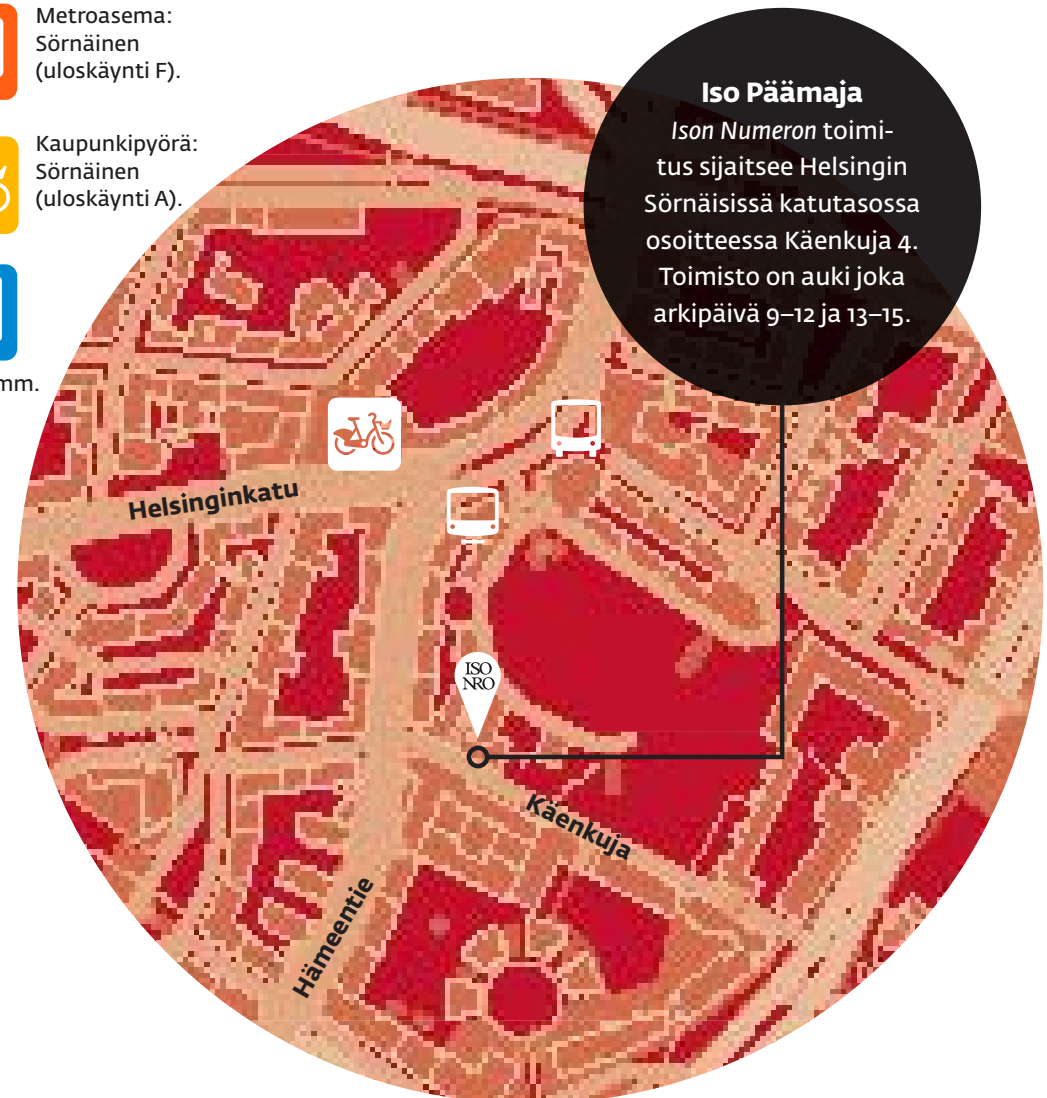 Metroasema:
Sörnäinen
(uloskäynti F).
Kaupunkipyörä:
Sörnäinen
(uloskäynti A).
mm.
Iso Päämaja
Ison Numeron toimi-
tus sijaitsee Helsingin
Sörnäisissä katutasossa
osoitteessa Käenkuja 4.
Toimisto on auki joka
arkipäivä 9–12 ja 13–15.
Helsinginkatu
ISO
NRO
Käenkuja
Hämeentie